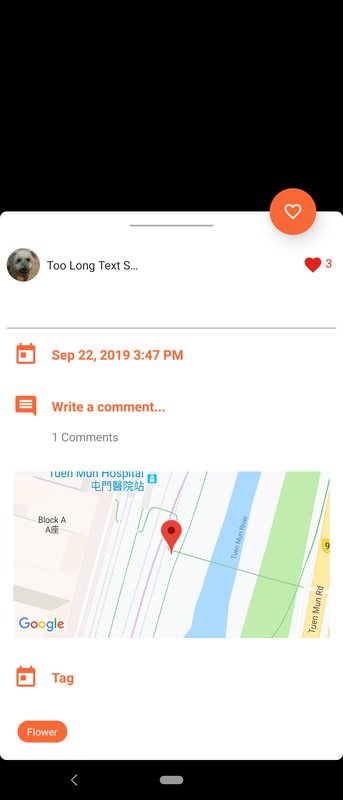 Too Long Text S...
3
Sep 22, 2019 3:47 PM
Write a comment...
1 Comments
Tuen Mun Hospital
屯門醫院站
Block A
A座
Tuen Mun River
9
Tuen Mun Rd
Google
Tag
Flower